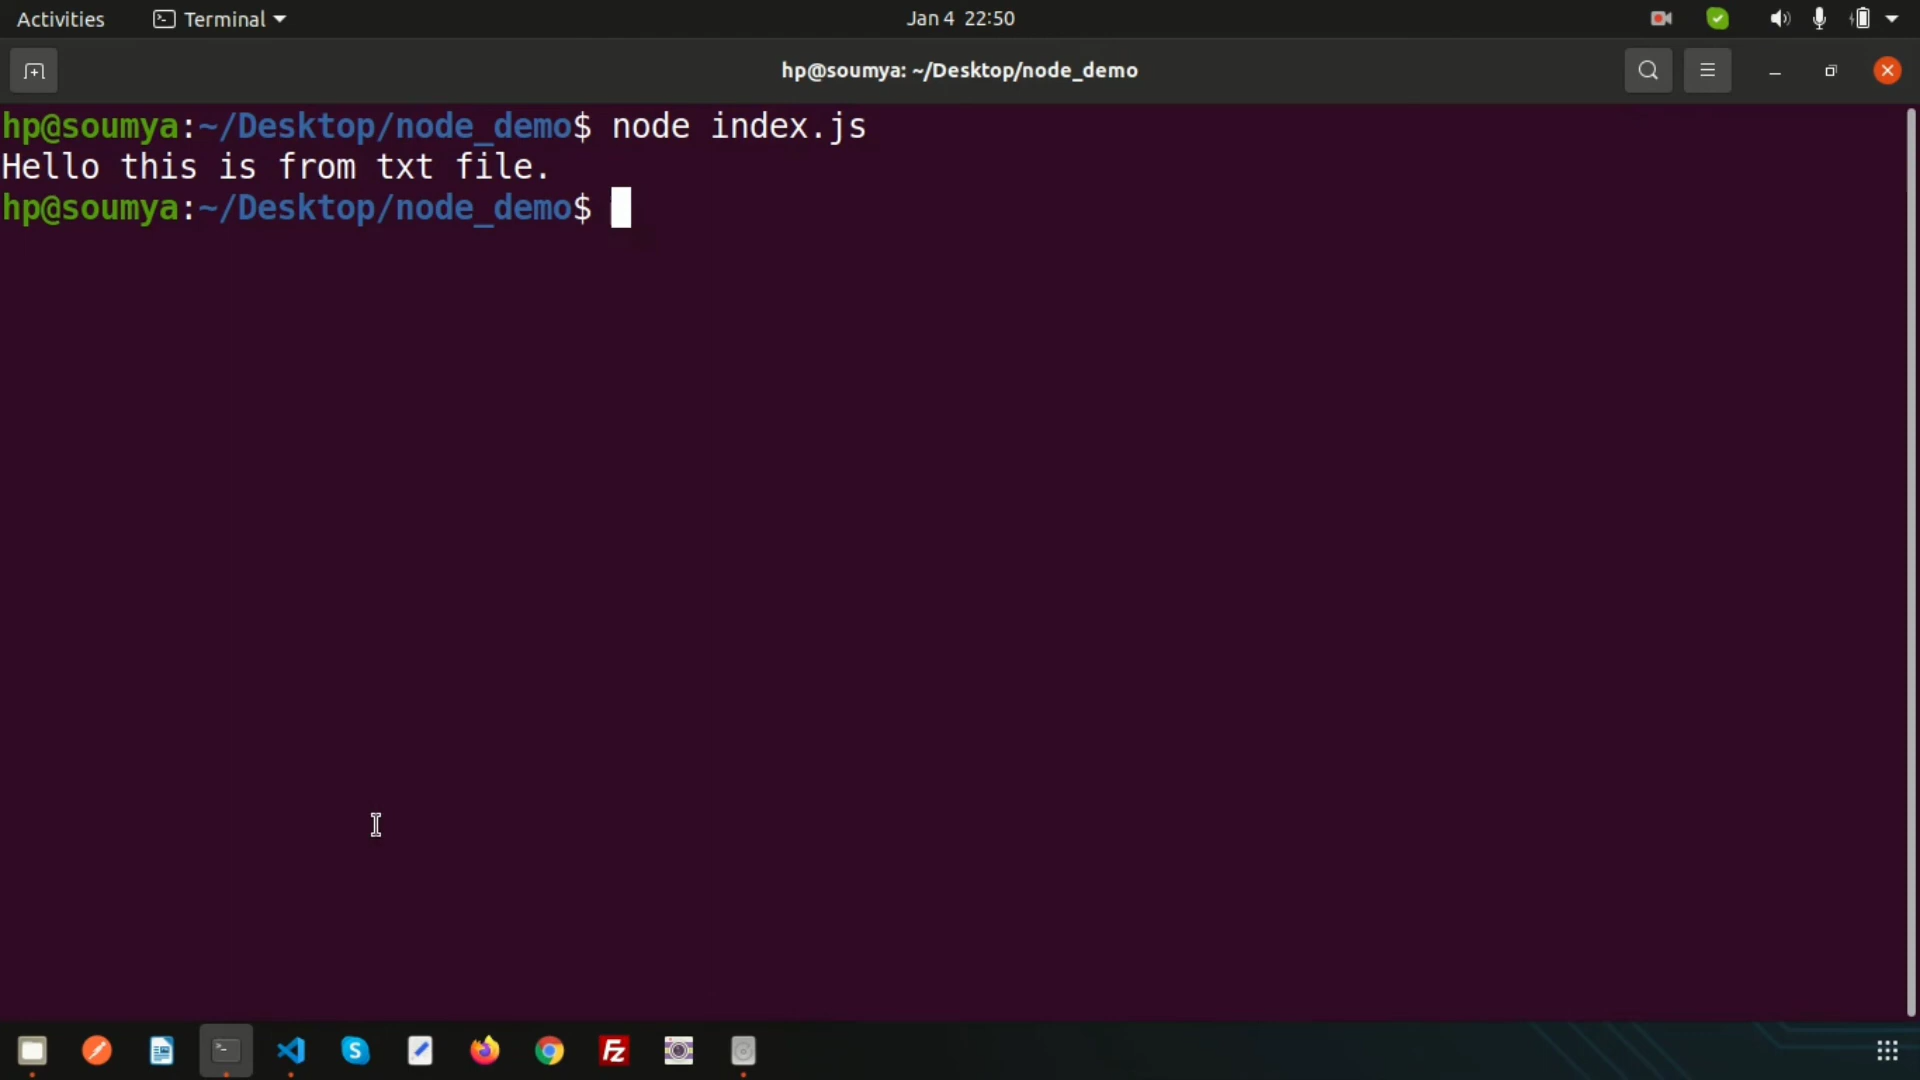 Activities Terminal Jan 4 22:50
hp@soumya: ~/Desktop/node_demo
hp@soumya:~/Desktop/node_demo$ node index.js
Hello this is from txt file.
hp@soumya:~/Desktop/node_demo$